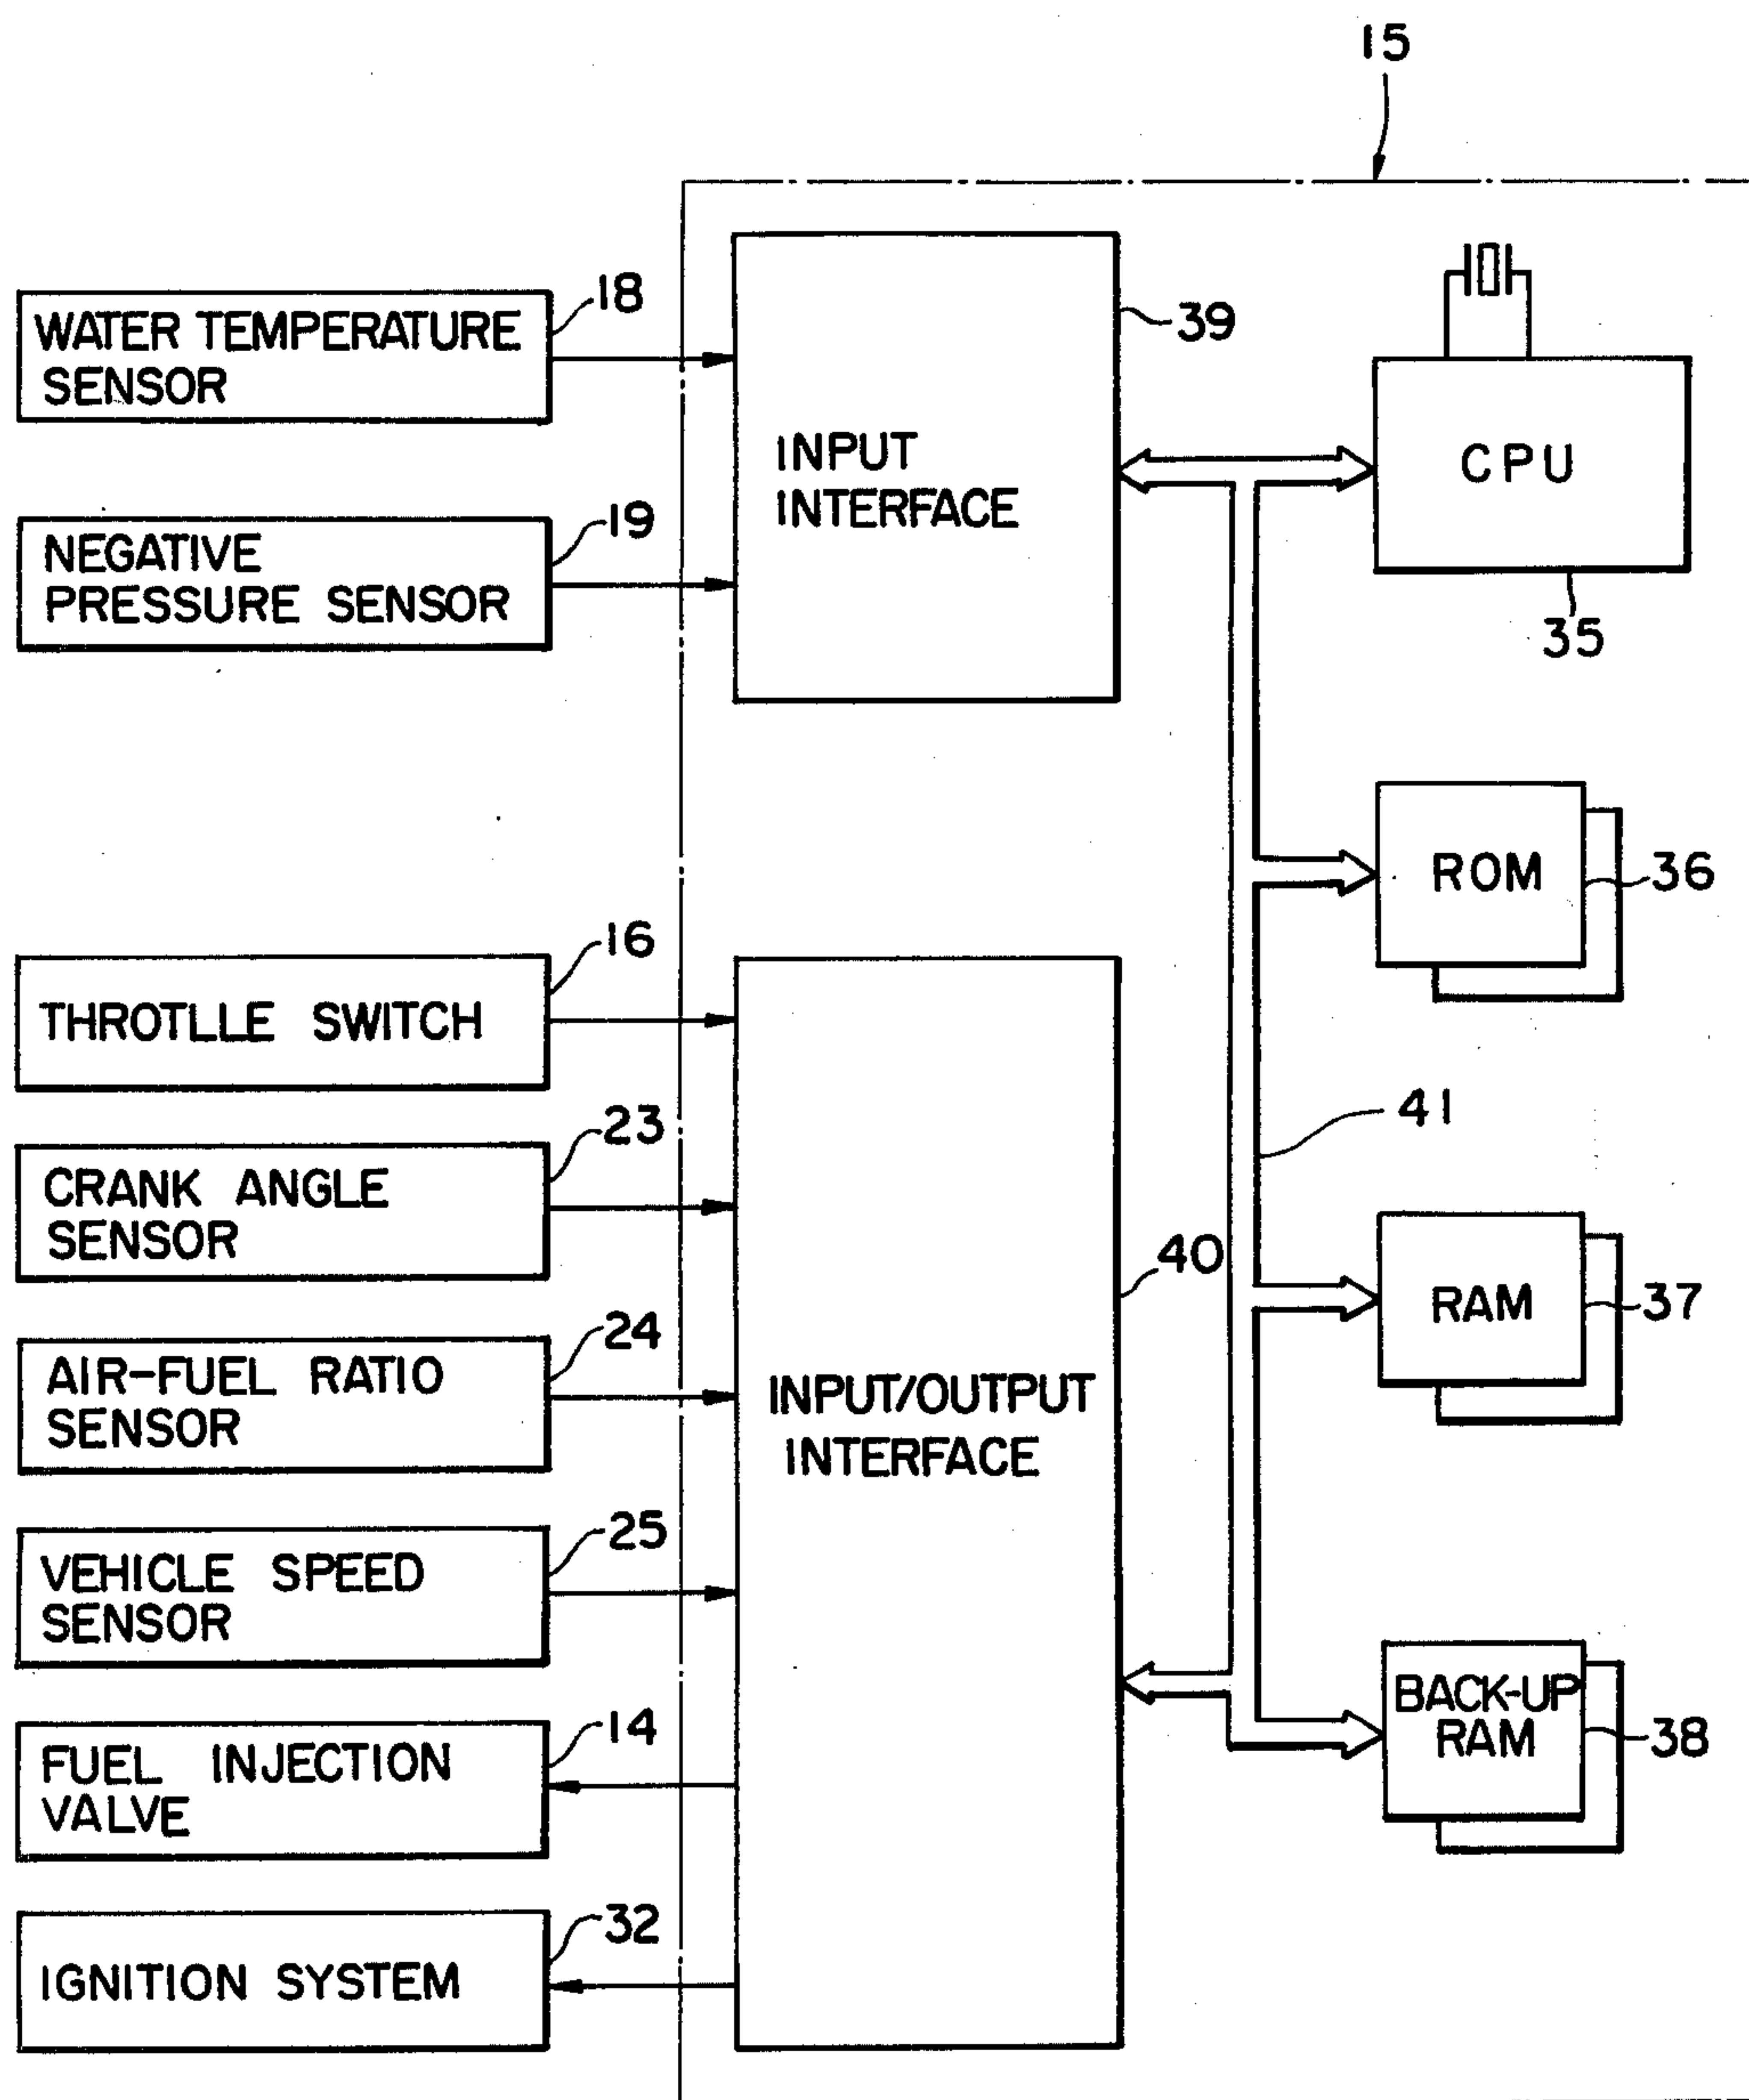 15
WATER TEMPERATURE
SENSOR
18
NEGATIVE
PRESSURE SENSOR
19
INPUT
INTERFACE
39
CPU
35
ROM
36
THROTLLE SWITCH
16
CRANK ANGLE
SENSOR
23
41
AIR-FUEL RATIO
SENSOR
24
INPUT/OUTPUT
INTERFACE
40
RAM
37
VEHICLE SPEED
SENSOR
25
FUEL INJECTION
VALVE
14
BACK-UP
RAM
38
IGNITION SYSTEM
32